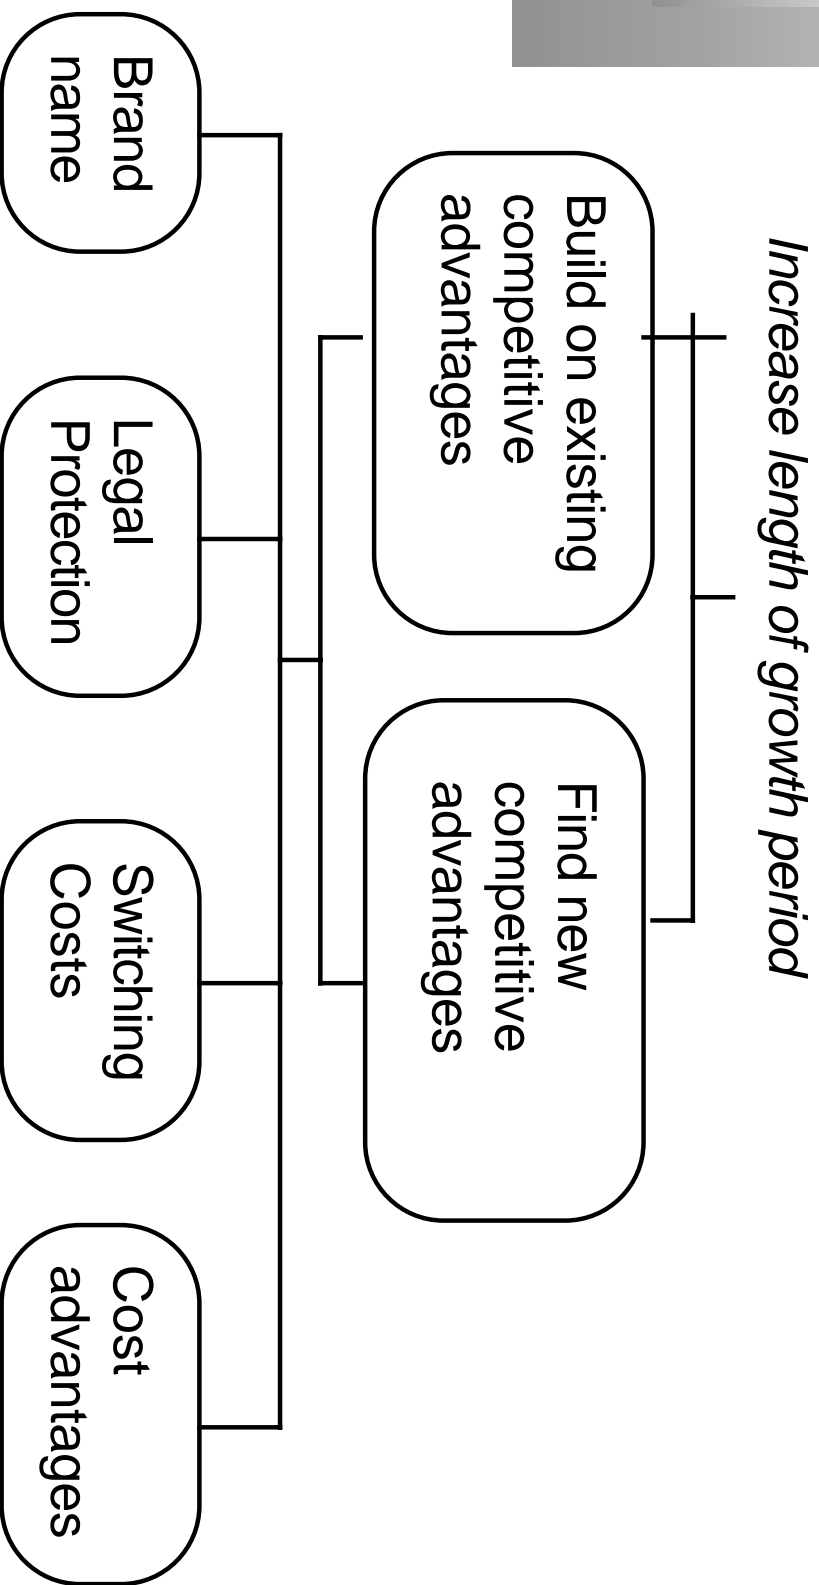 Increase length of growth period
Build on existing
competitive
advantages
Find new
competitive
advantages
Brand
name
Legal
Protection
Switching
Costs
Cost
advantages